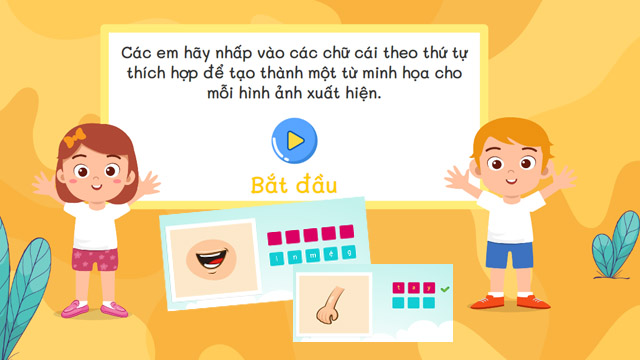 Các em hãy nhấp vào các chữ cái theo thứ tự
thích hợp để tạo thành một từ minh họa cho
mỗi hình ảnh xuất hiện.
Bắt đầu
i n m ệ g
t a y